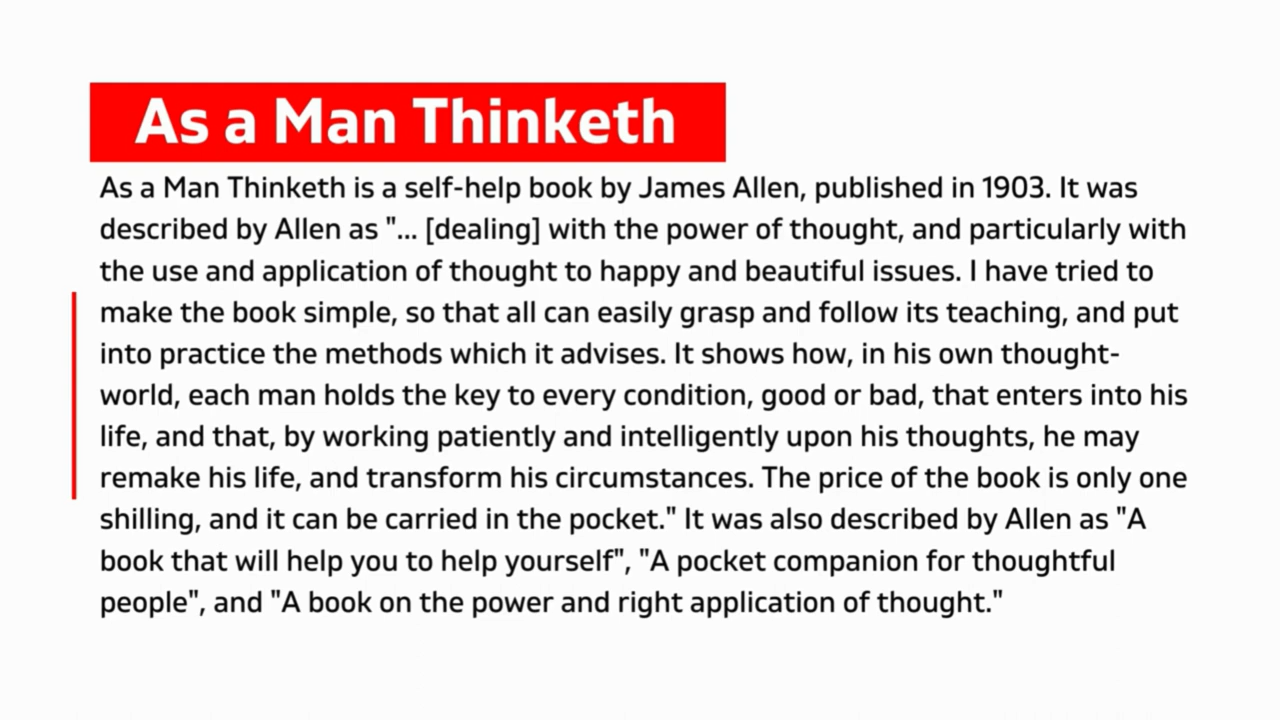 As a Man Thinketh
As a Man Thinketh is a self-help book by James Allen, published in 1903. It was
described by Allen as "... [dealing] with the power of thought, and particularly with
the use and application of thought to happy and beautiful issues. I have tried to
make the book simple, so that all can easily grasp and follow its teaching, and put
into practice the methods which it advises. It shows how, in his own thought-
world, each man holds the key to every condition, good or bad, that enters into his
life, and that, by working patiently and intelligently upon his thoughts, he may
remake his life, and transform his circumstances. The price of the book is only one
shilling, and it can be carried in the pocket." It was also described by Allen as "A
book that will help you to help yourself", "A pocket companion for thoughtful
people", and "A book on the power and right application of thought."